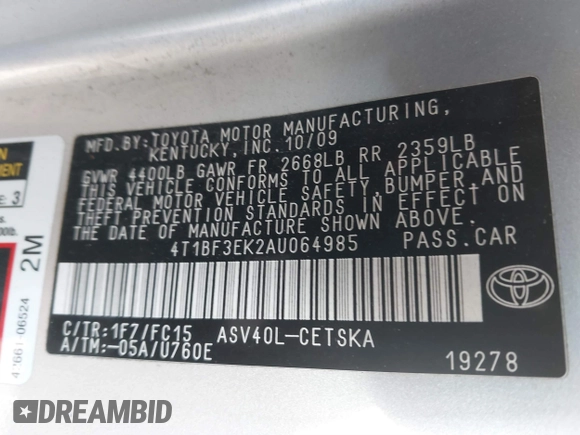 MFD.BY:TOYOTA MOTOR MANUFACTURING,
KENTUCKY, INC. 10/09
GVWR 4400LB GAWR FR 2668LB RR 2359LB
THIS VEHICLE CONFORMS TO ALL APPLICABLE
FEDERAL MOTOR VEHICLE SAFETY, BUMPER, AND
THEFT PREVENTION STANDARDS IN EFFECT ON
THE DATE OF MANUFACTURE SHOWN ABOVE.
4T1BF3EK2AU064985 PASS.CAR
C/TR:1F7/FC15 ASV40L-CETSKA
A/TM:-05A/U760E
19278
E: 3
2M
DREAMBID